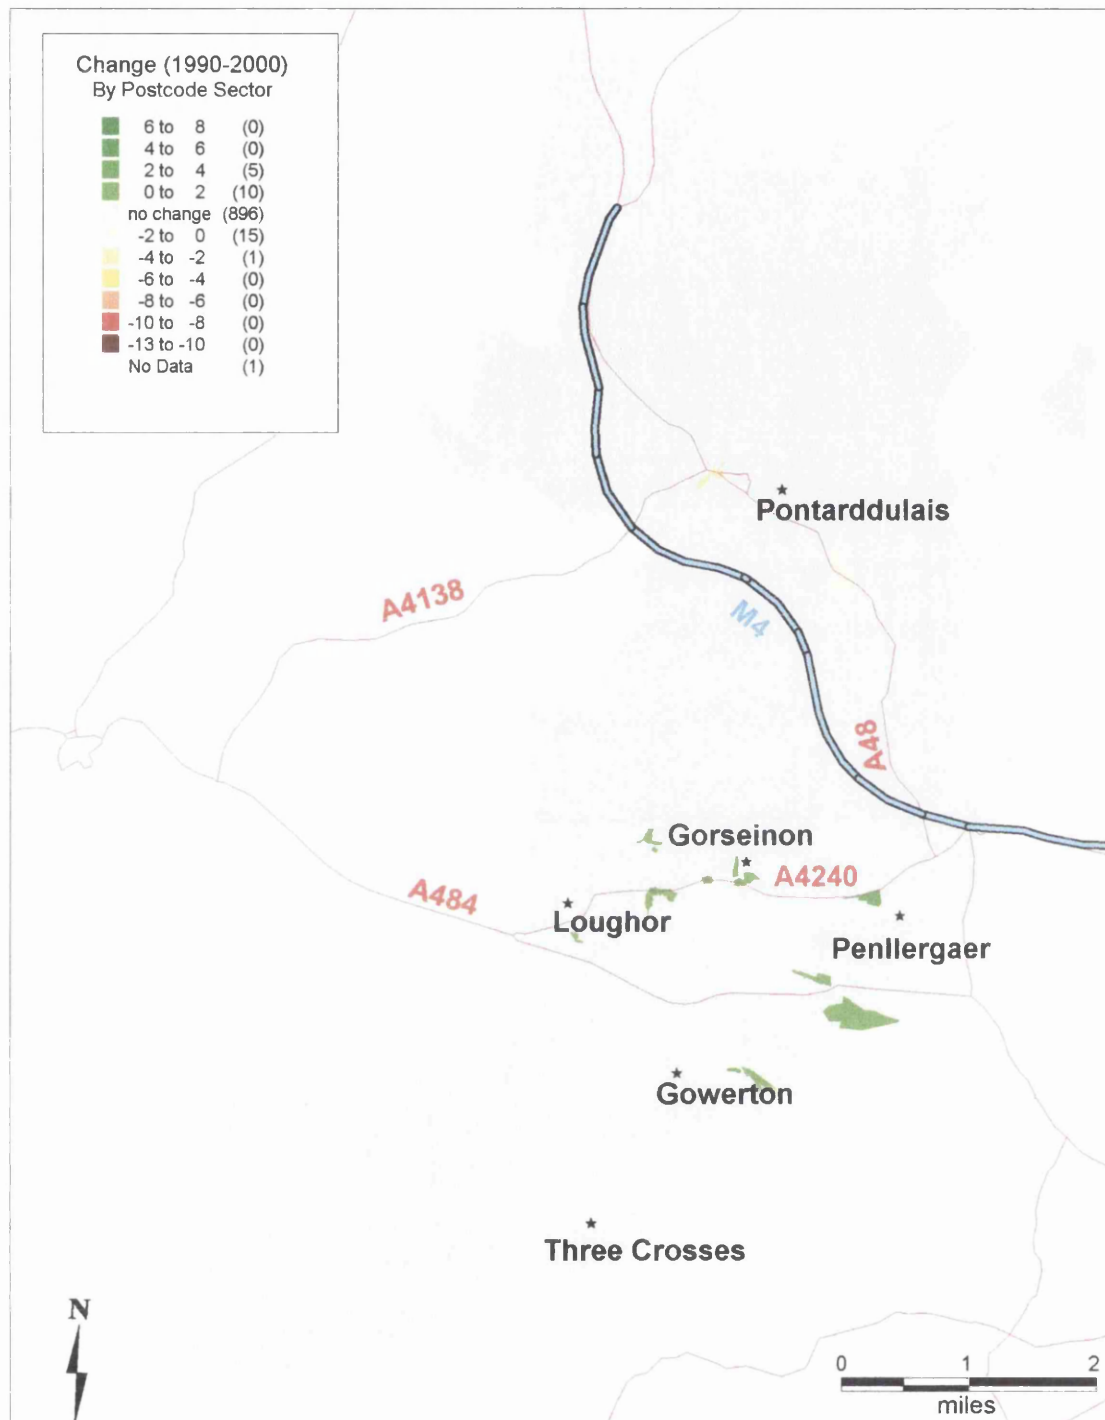 Change (1990-2000)
By Postcode Sector
6 to 8 (0)
4 to 6 (0)
2 to 4 (5)
0 to 2 (10)
no change (896)
-2 to 0 (15)
-4 to -2 (1)
-6 to -4 (0)
-8 to -6 (0)
-10 to -8 (0)
-13 to -10 (0)
No Data (1)
Pontarddulais
A4138
M4
A48
Gorseinon
A4240
A484
Loughor
Penllergaer
Gowerton
Three Crosses
N
0 1 2
miles